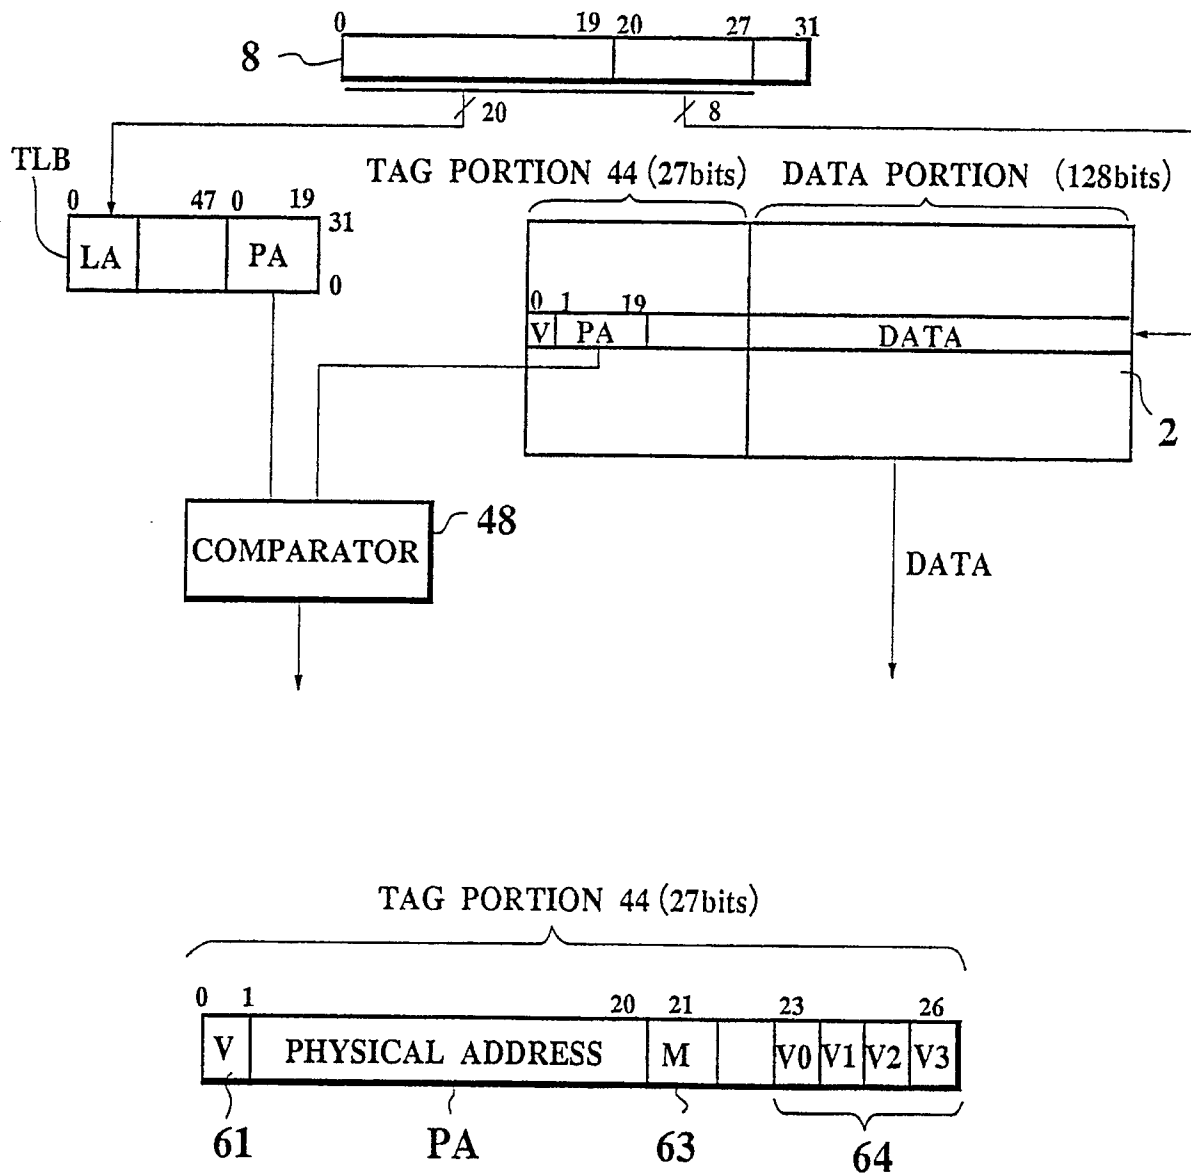 0 19 20 27 31
8
20 8
TLB
TAG PORTION 44 (27bits) DATA PORTION (128bits)
0 47 0 19 31
LA PA
0
0 1 19
V PA DATA
2
COMPARATOR 48
DATA
TAG PORTION 44 (27bits)
0 1 20 21 23 26
V PHYSICAL ADDRESS M V0 V1 V2 V3
61 PA 63 64